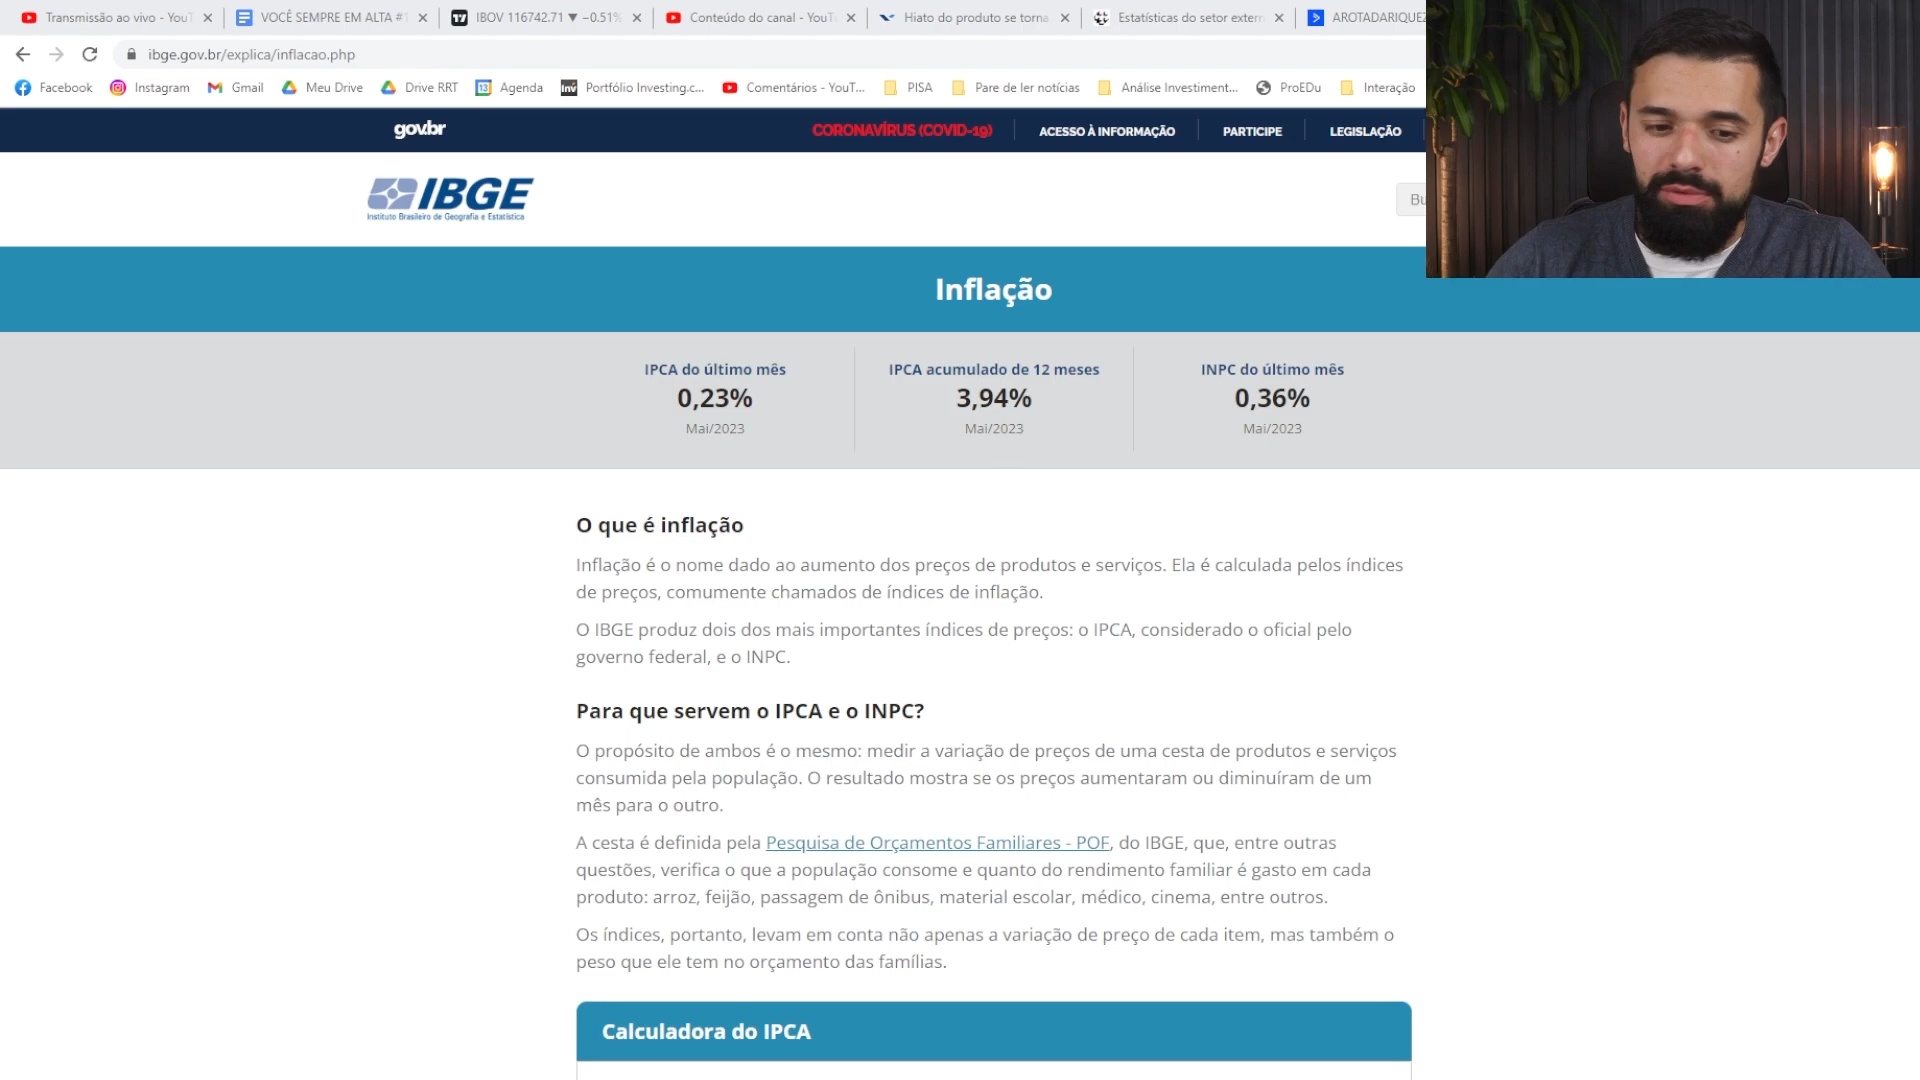 Transmissão ao vivo - YouT
VOCÊ SEMPRE EM ALTA #1
IBOV 116742.71 ▼ −0.51%
Conteúdo do canal - YouTu
Hiato do produto se torna
Estatísticas do setor extern
AROTADARIQUEZ
ibge.gov.br/explica/inflacao.php
Facebook
Instagram
Gmail
Meu Drive
Drive RRT
Agenda
Portfólio Investing.c...
Comentários - YouT...
PISA
Pare de ler notícias
Análise Investiment...
ProEDu
Interação
gov.br
CORONAVÍRUS (COVID-19)
ACESSO À INFORMAÇÃO
PARTICIPE
LEGISLAÇÃO
IBGE
Instituto Brasileiro de Geografia e Estatística
Bu
Inflação
IPCA do último mês
0,23%
Mai/2023
IPCA acumulado de 12 meses
3,94%
Mai/2023
INPC do último mês
0,36%
Mai/2023
O que é inflação
Inflação é o nome dado ao aumento dos preços de produtos e serviços. Ela é calculada pelos índices
de preços, comumente chamados de índices de inflação.
O IBGE produz dois dos mais importantes índices de preços: o IPCA, considerado o oficial pelo
governo federal, e o INPC.
Para que servem o IPCA e o INPC?
O propósito de ambos é o mesmo: medir a variação de preços de uma cesta de produtos e serviços
consumida pela população. O resultado mostra se os preços aumentaram ou diminuíram de um
mês para o outro.
A cesta é definida pela Pesquisa de Orçamentos Familiares - POF, do IBGE, que, entre outras
questões, verifica o que a população consome e quanto do rendimento familiar é gasto em cada
produto: arroz, feijão, passagem de ônibus, material escolar, médico, cinema, entre outros.
Os índices, portanto, levam em conta não apenas a variação de preço de cada item, mas também o
peso que ele tem no orçamento das famílias.
Calculadora do IPCA